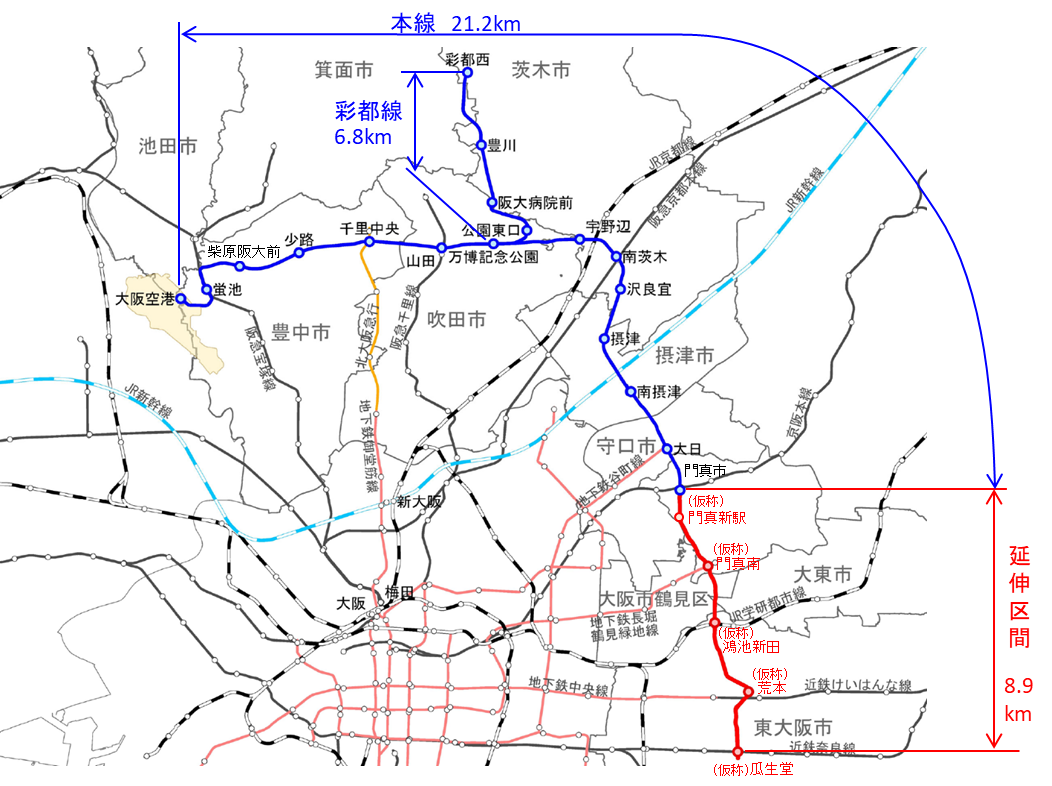 本線 21.2km
彩都西
箕面市
茨木市
彩都線
6.8km
池田市
豊川
JR京都線
阪急京都本線
JR新幹線
阪大病院前
千里中央
公園東口
宇野辺
少路
柴原阪大前
山田
万博記念公園
南茨木
蛍池
大阪空港
沢良宜
北大阪急行
阪急千里線
吹田市
豊中市
阪急宝塚線
摂津
摂津市
JR新幹線
南摂津
京阪本線
地下鉄御堂筋線
守口市
大日
地下鉄谷町線
門真市
新大阪
(仮称)
門真新駅
(仮称)
門真南
延伸区間
8.9
km
大東市
梅田
大阪
大阪市鶴見区
JR学研都市線
地下鉄長堀
鶴見緑地線
(仮称)
鴻池新田
(仮称)
荒本
地下鉄中央線
近鉄けいはんな線
東大阪市
近鉄奈良線
(仮称)瓜生堂